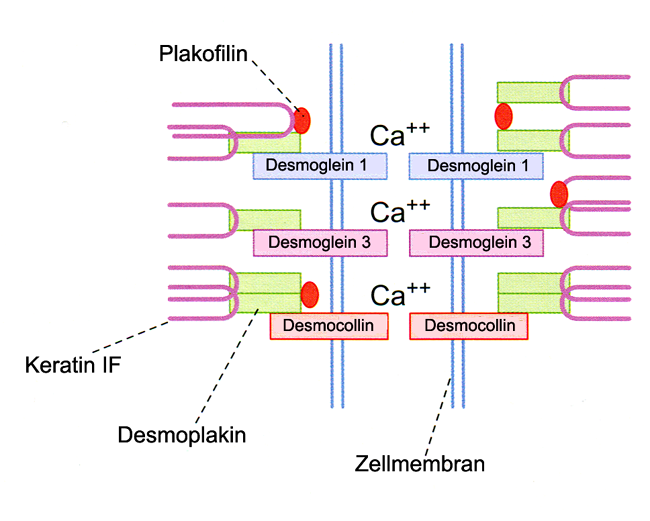 Plakofilin
Ca++
Desmoglein 1
Desmoglein 1
Ca++
Desmoglein 3
Desmoglein 3
Ca++
Desmocollin
Desmocollin
Keratin IF
Desmoplakin
Zellmembran